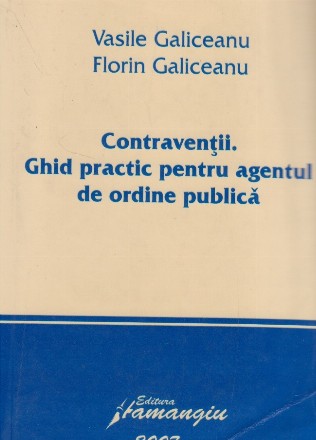 Vasile Galiceanu
Florin Galiceanu
Contravenţii.
Ghid practic pentru agentul
de ordine publică
Editura
Hamangiu